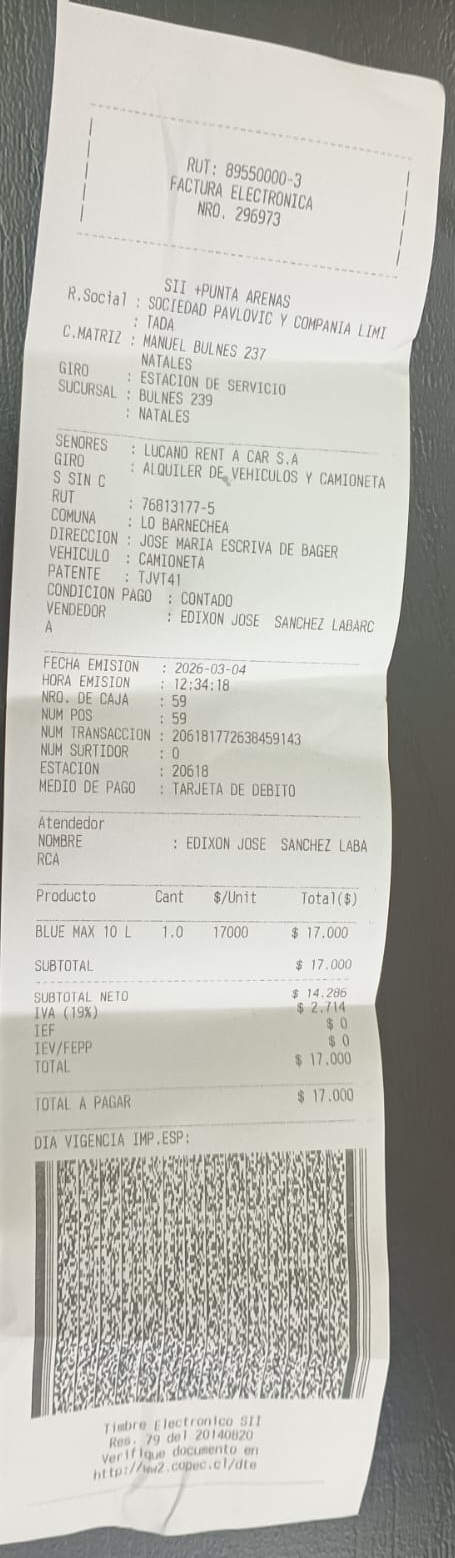 RUT: 89550000-3
FACTURA ELECTRONICA
NRO. 296973
SII +PUNTA ARENAS
R.Social : SOCIEDAD PAVLOVIC Y COMPANIA LIMI
: TADA
C.MATRIZ : MANUEL BULNES 237
NATALES
GIRO : ESTACION DE SERVICIO
SUCURSAL : BULNES 239
: NATALES
SENORES : LUCANO RENT A CAR S.A
GIRO : ALQUILER DE VEHICULOS Y CAMIONETA
S SIN C
RUT : 76813177-5
COMUNA : LO BARNECHEA
DIRECCION : JOSE MARIA ESCRIVA DE BAGER
VEHICULO : CAMIONETA
PATENTE : TJVT41
CONDICION PAGO : CONTADO
VENDEDOR : EDIXON JOSE SANCHEZ LABARC
A
FECHA EMISION : 2026-03-04
HORA EMISION : 12:34:18
NRO. DE CAJA : 59
NUM POS : 59
NUM TRANSACCION : 206181772638459143
NUM SURTIDOR : 0
ESTACION : 20618
MEDIO DE PAGO : TARJETA DE DEBITO
Atendedor
NOMBRE : EDIXON JOSE SANCHEZ LABA
RCA
Producto Cant $/Unit Total($)
BLUE MAX 10 L 1.0 17000 $ 17.000
SUBTOTAL $ 17.000
SUBTOTAL NETO $ 14.286
IVA (19%) $ 2.714
IEF $ 0
IEV/FEPP $ 0
TOTAL $ 17.000
TOTAL A PAGAR $ 17.000
DIA VIGENCIA IMP.ESP:
Timbre Electronico SII
Res. 79 del 20140820
Verifique documento en
http://ww2.copec.cl/dte